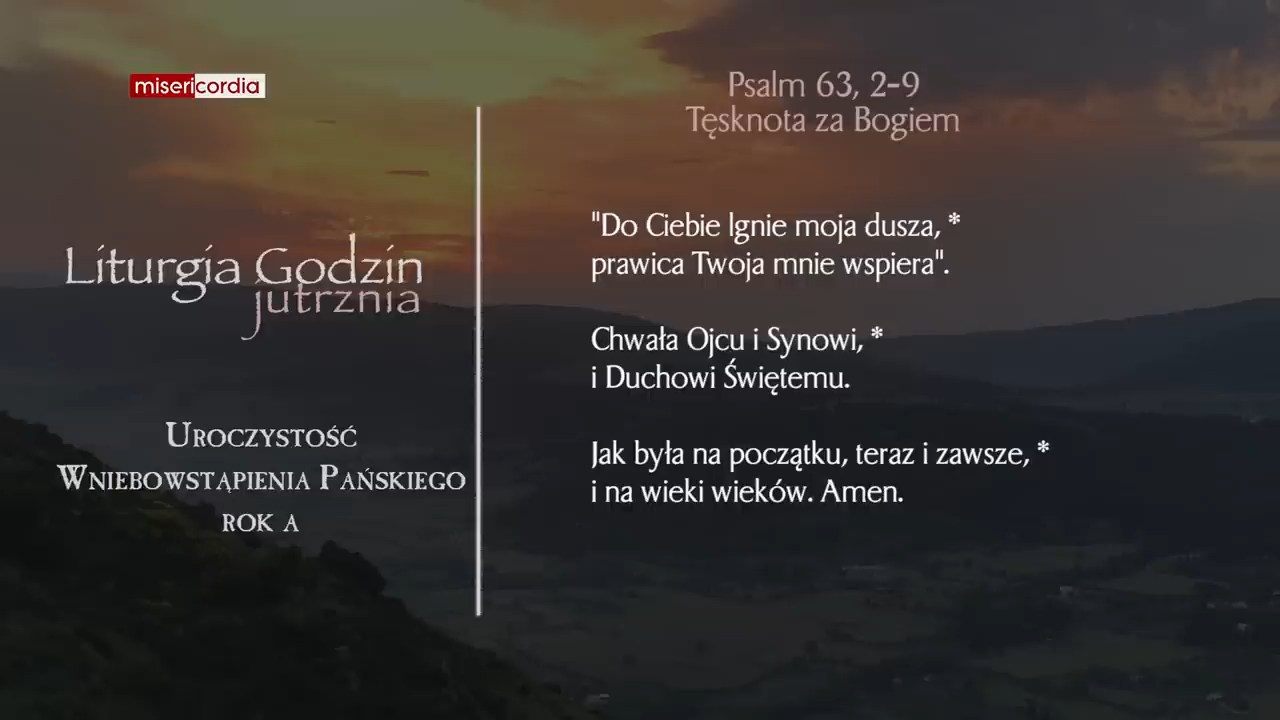 misericordia
Liturgia Godzin
jutrznia
Uroczystość
Wniebowstąpienia Pańskiego
rok A
Psalm 63, 2-9
Tęsknota za Bogiem
"Do Ciebie lgnie moja dusza, *
prawica Twoja mnie wspiera".
Chwała Ojcu i Synowi, *
i Duchowi Świętemu.
Jak była na początku, teraz i zawsze, *
i na wieki wieków. Amen.